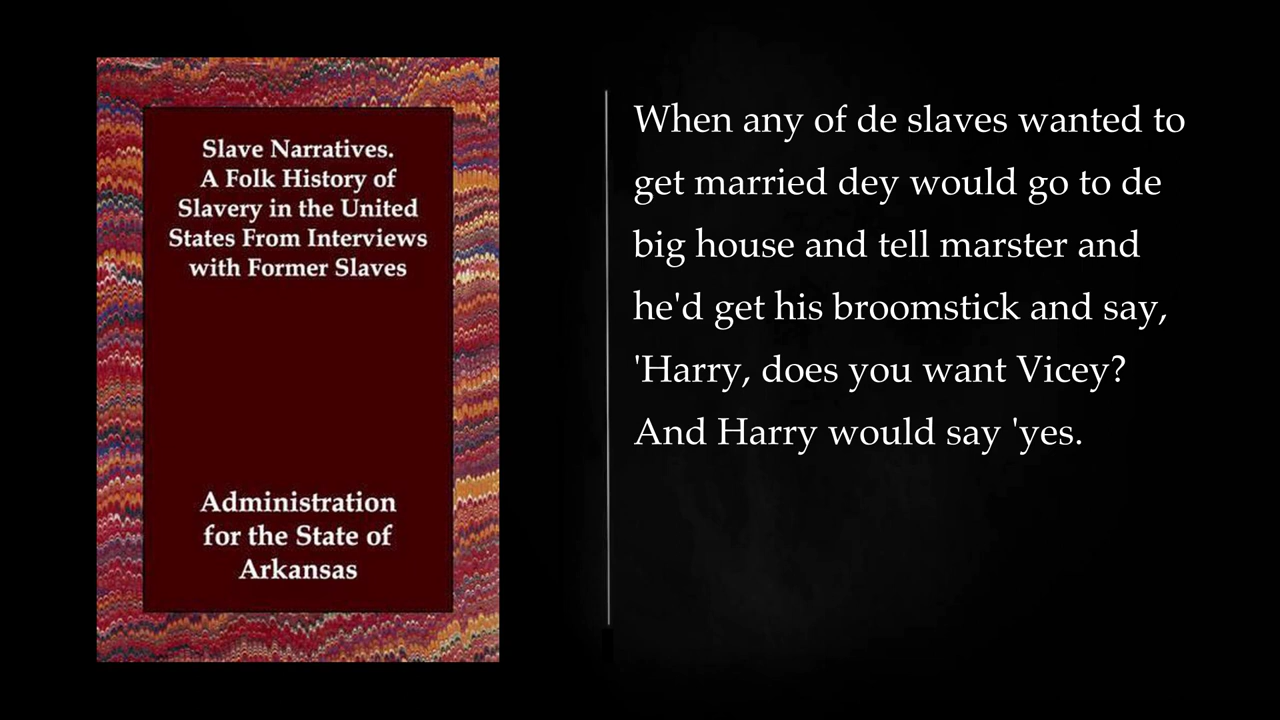 Slave Narratives.
A Folk History of
Slavery in the United
States From Interviews
with Former Slaves
Administration
for the State of
Arkansas
When any of de slaves wanted to
get married dey would go to de
big house and tell marster and
he'd get his broomstick and say,
'Harry, does you want Vicey?
And Harry would say 'yes.